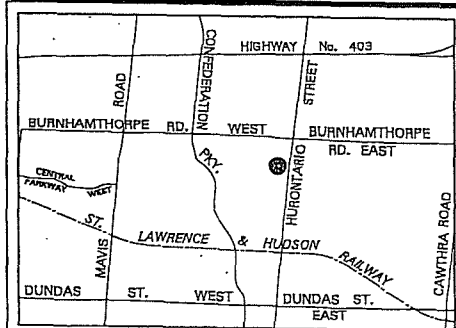 HIGHWAY No. 403
CONFEDERATION
PKY.
ROAD
MAVIS
STREET
HURONTARIO
BURNHAMTHORPE RD. WEST
BURNHAMTHORPE
RD. EAST
CENTRAL
PARKWAY WEST
ST. LAWRENCE & HUDSON RAILWAY
CAWTHRA ROAD
DUNDAS ST. WEST
DUNDAS ST.
EAST